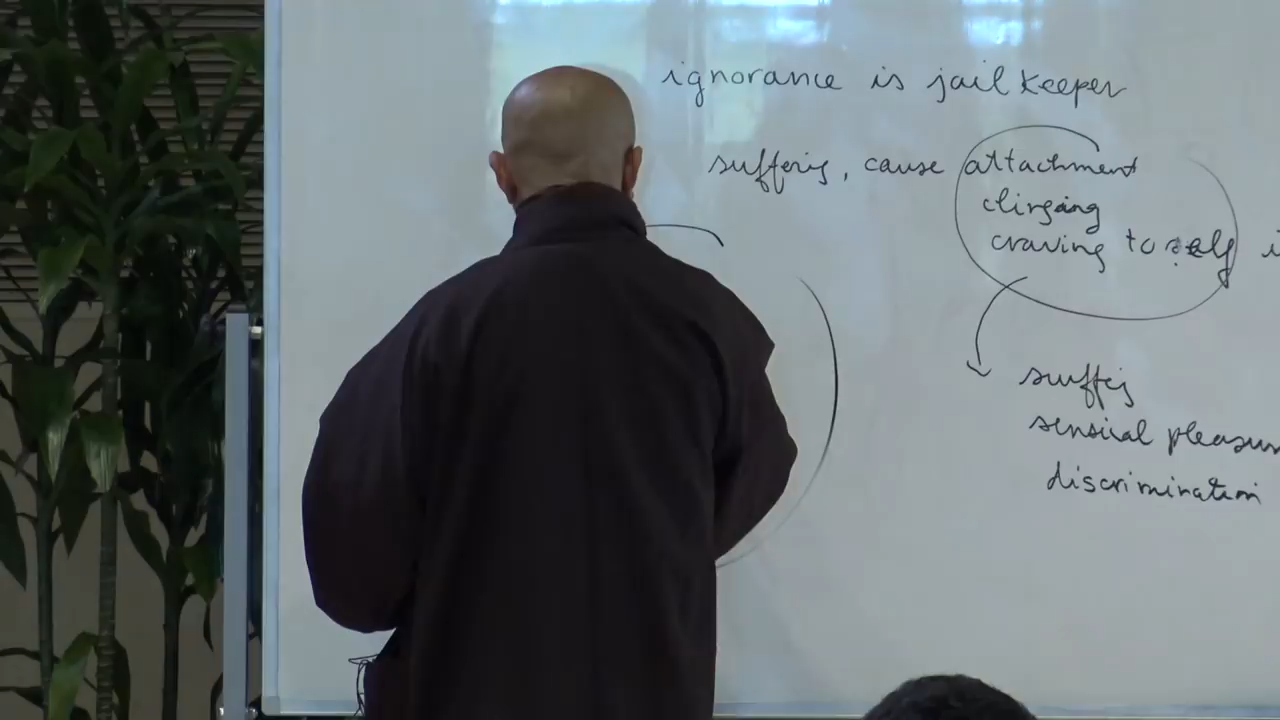 ignorance is jail keeper
suffering, cause attachment
clinging
craving to self
suffering
sensual pleasure
discrimination